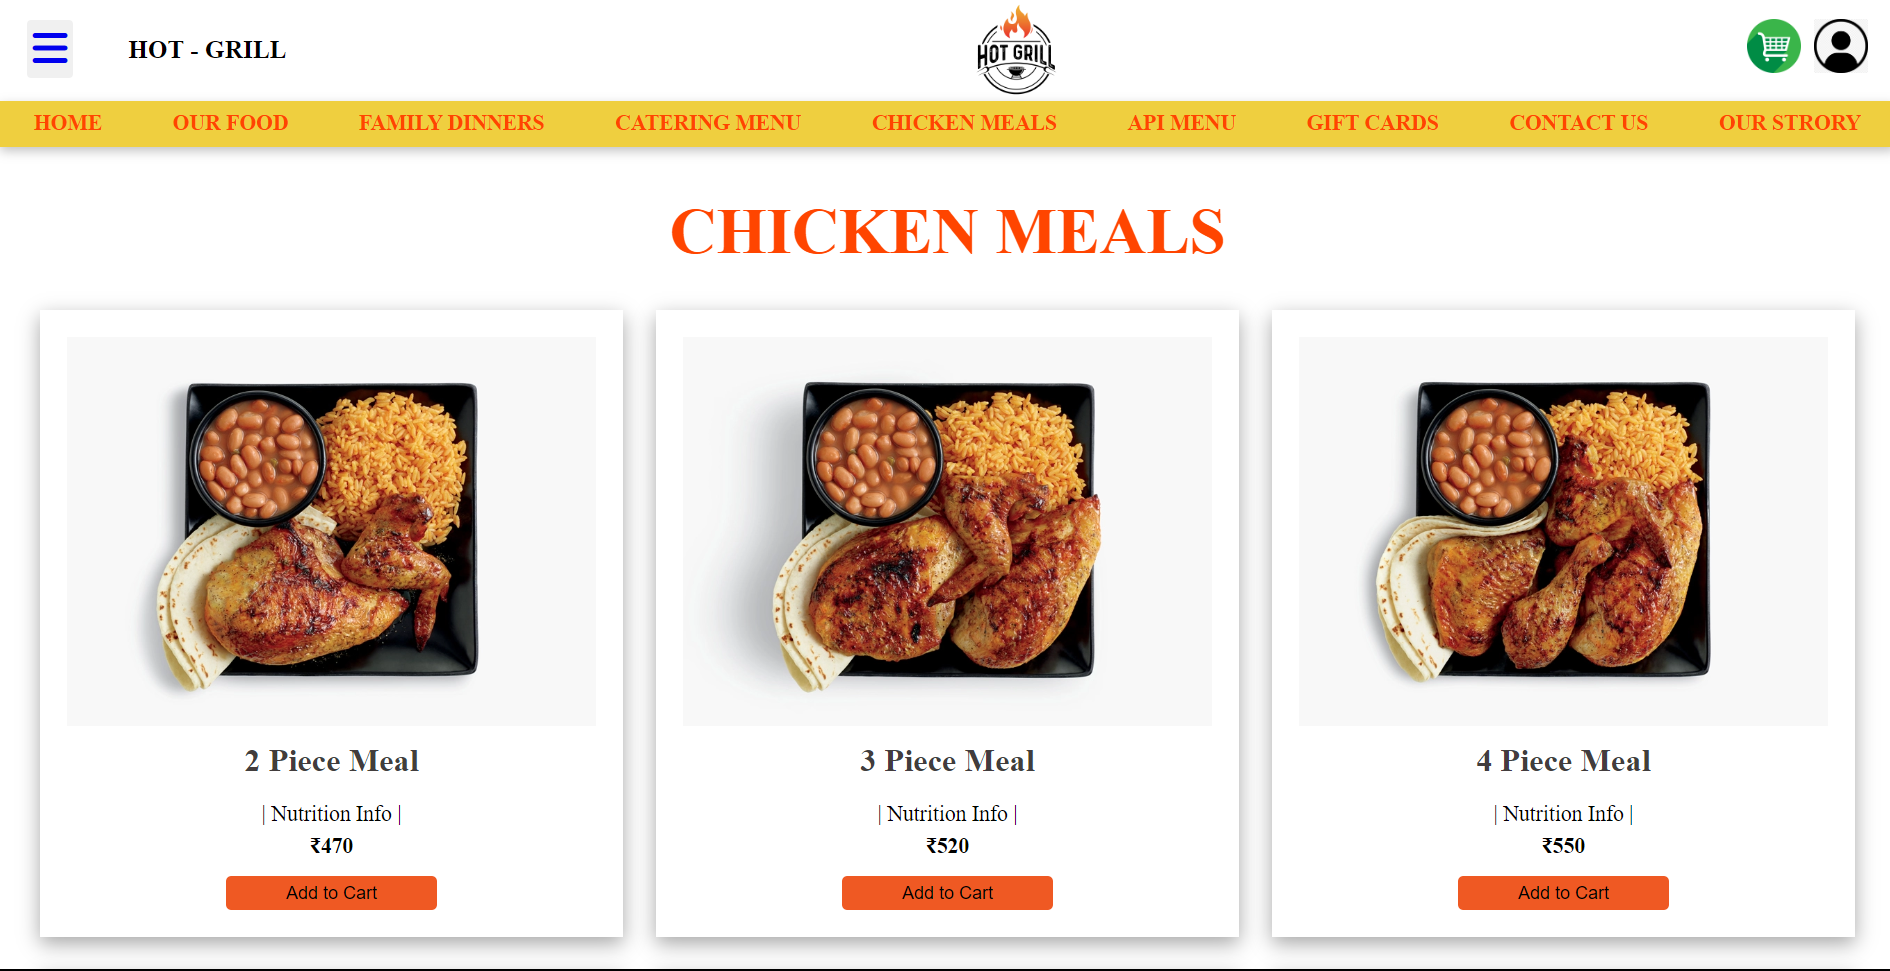 HOT - GRILL
HOT GRILL
HOME OUR FOOD FAMILY DINNERS CATERING MENU CHICKEN MEALS API MENU GIFT CARDS CONTACT US OUR STRORY
CHICKEN MEALS
2 Piece Meal
| Nutrition Info |
₹470
Add to Cart
3 Piece Meal
| Nutrition Info |
₹520
Add to Cart
4 Piece Meal
| Nutrition Info |
₹550
Add to Cart